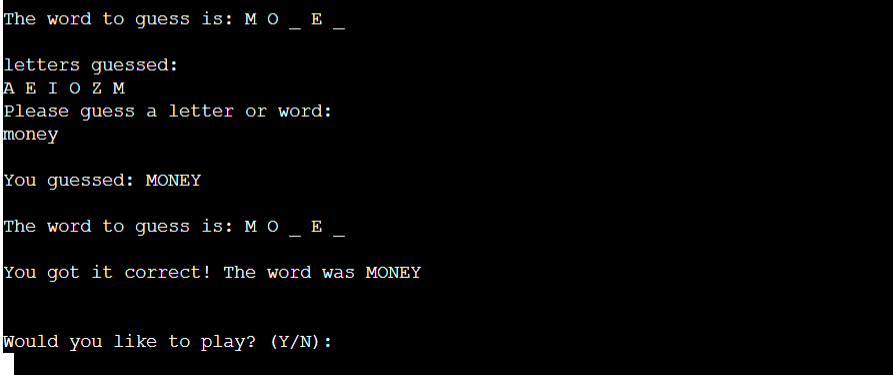 The word to guess is: M O _ E _
letters guessed:
A E I O Z M
Please guess a letter or word:
money
You guessed: MONEY
The word to guess is: M O _ E _
You got it correct! The word was MONEY
Would you like to play? (Y/N):